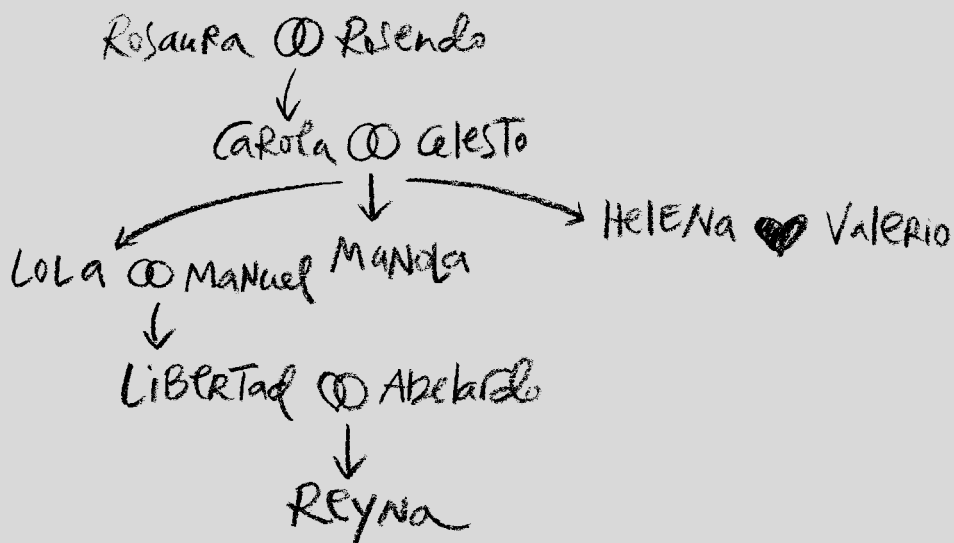 Rosaura Rosendo
Carola Celesto
Helena Valerio
Lola Manuel Manola
Libertad Abelardo
Reyna